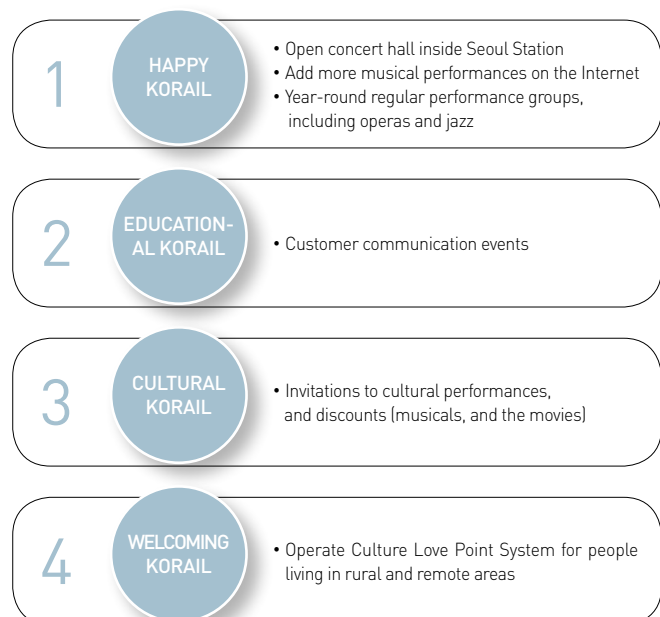 1
HAPPY
KORAIL
• Open concert hall inside Seoul Station
• Add more musical performances on the Internet
• Year-round regular performance groups,
including operas and jazz
2
EDUCATION-
AL KORAIL
• Customer communication events
3
CULTURAL
KORAIL
• Invitations to cultural performances,
and discounts (musicals, and the movies)
4
WELCOMING
KORAIL
• Operate Culture Love Point System for people
living in rural and remote areas